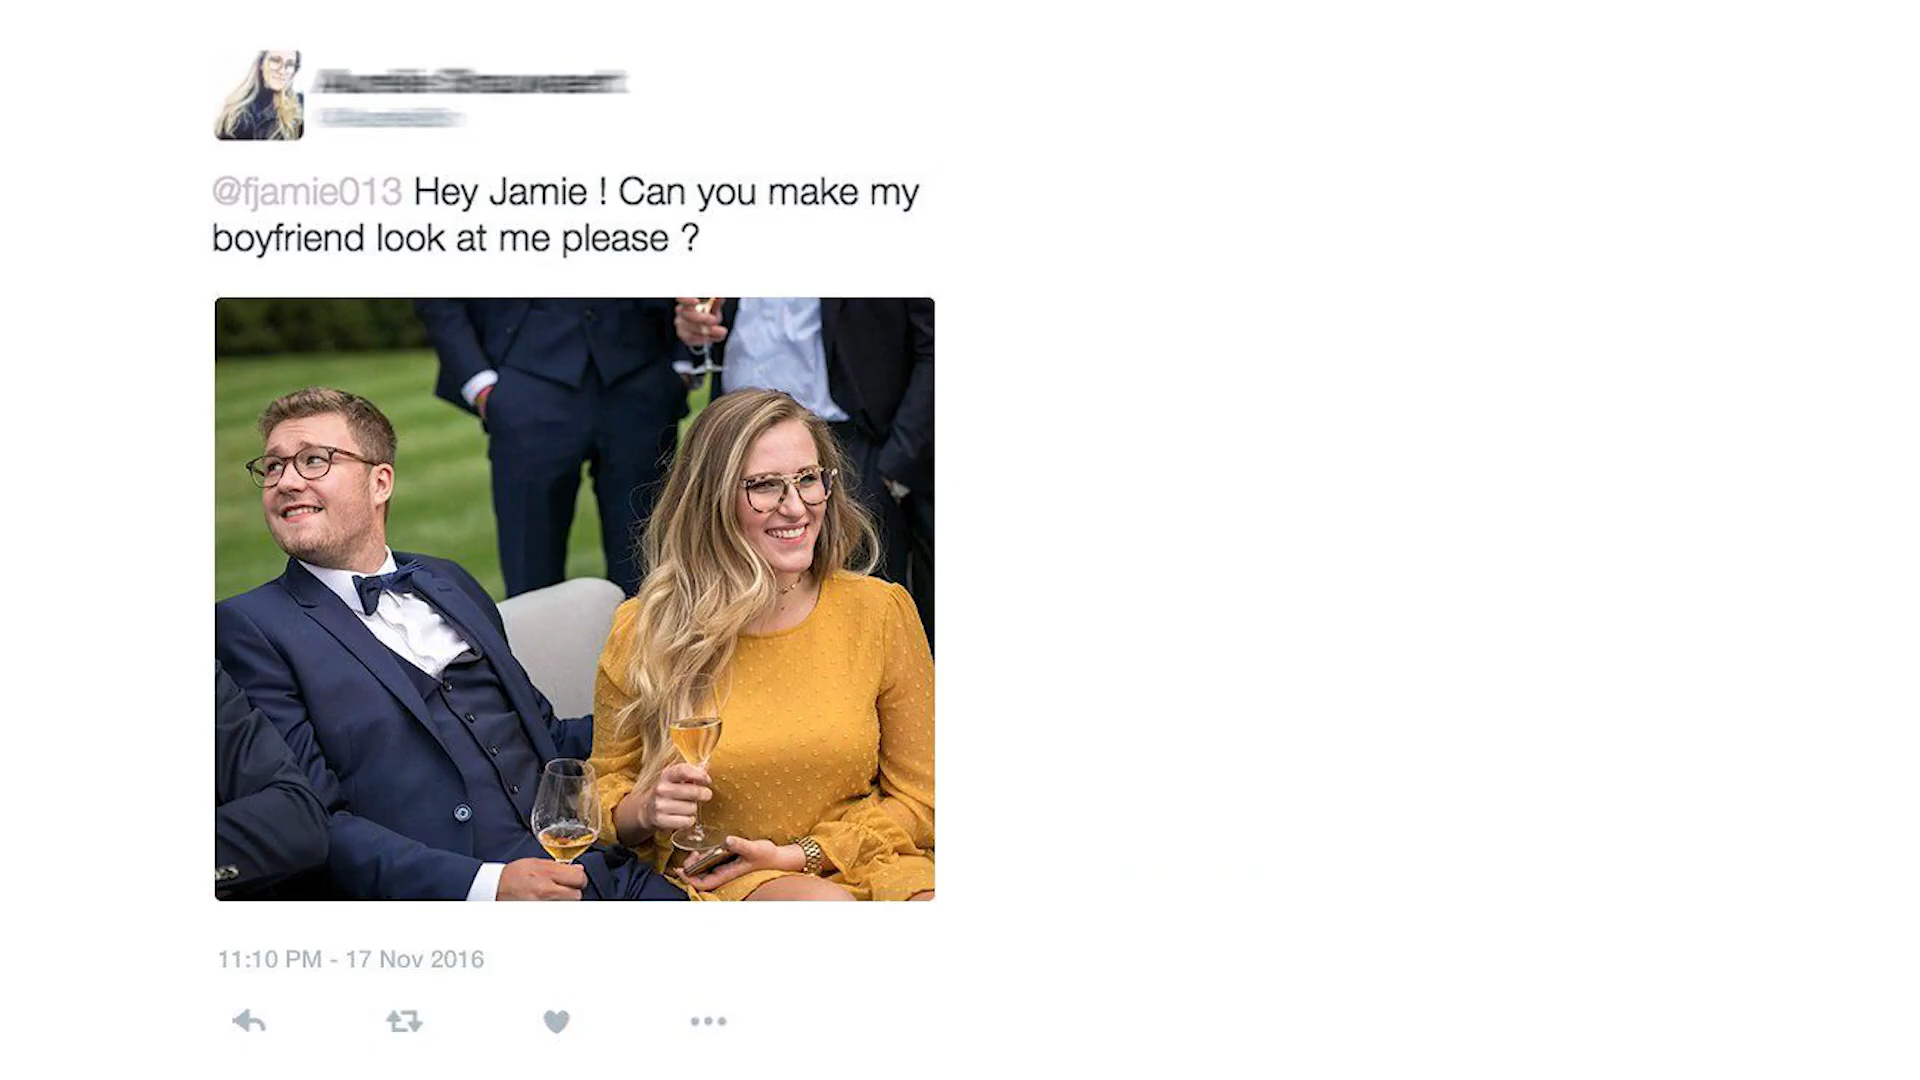 @fjamie013 Hey Jamie ! Can you make my
boyfriend look at me please ?
11:10 PM - 17 Nov 2016